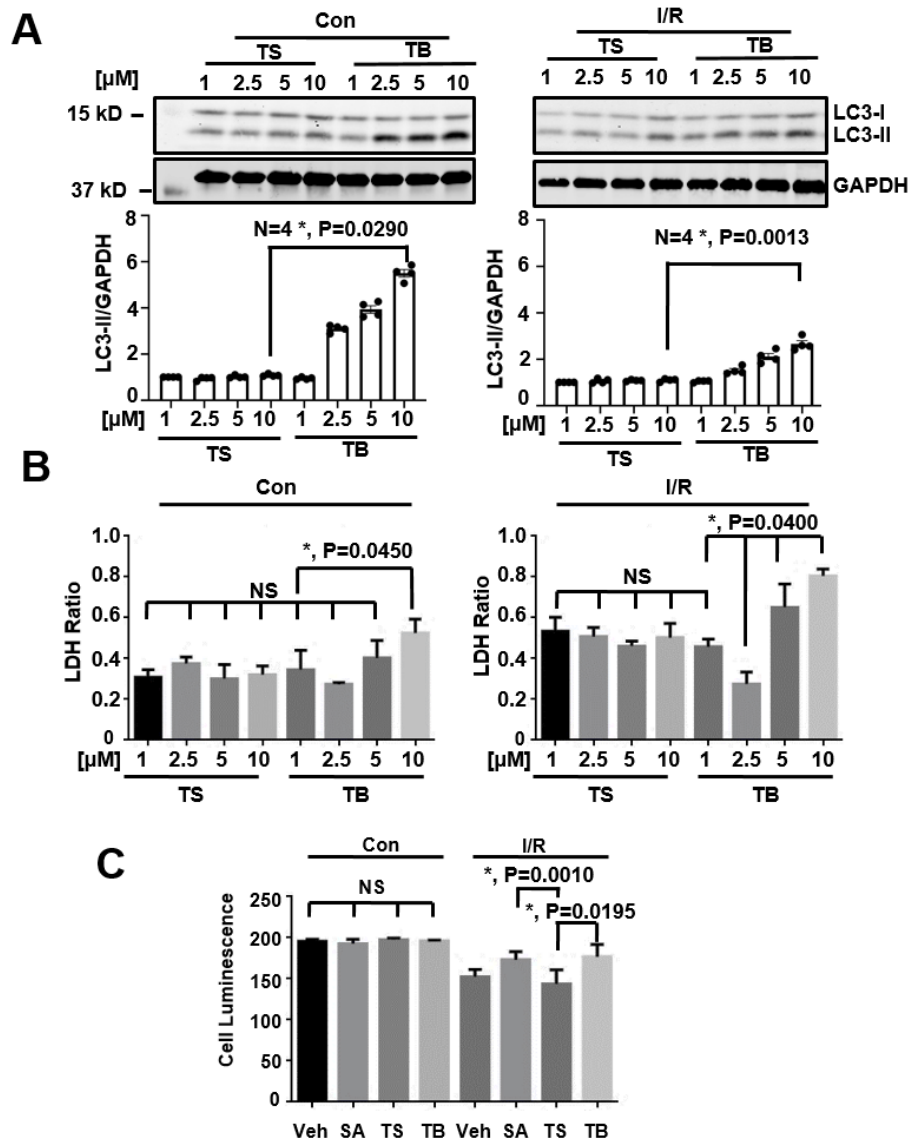 A
Con
I/R
TS TB
TS TB
[µM] 1 2.5 5 10 1 2.5 5 10
1 2.5 5 10 1 2.5 5 10
15 kD
LC3-I
LC3-II
37 kD
GAPDH
N=4 *, P=0.0290
LC3-II/GAPDH
8
6
4
2
0
[µM] 1 2.5 5 10 1 2.5 5 10
TS TB
N=4 *, P=0.0013
LC3-II/GAPDH
8
6
4
2
0
[µM] 1 2.5 5 10 1 2.5 5 10
TS TB
B
Con
*, P=0.0450
NS
LDH Ratio
1.0
0.8
0.6
0.4
0.2
0
[µM] 1 2.5 5 10 1 2.5 5 10
TS TB
I/R
*, P=0.0400
NS
LDH Ratio
1.0
0.8
0.6
0.4
0.2
0
[µM] 1 2.5 5 10 1 2.5 5 10
TS TB
C
Con I/R
*, P=0.0010
NS
*, P=0.0195
Cell Luminescence
250
200
150
100
50
0
Veh SA TS TB Veh SA TS TB